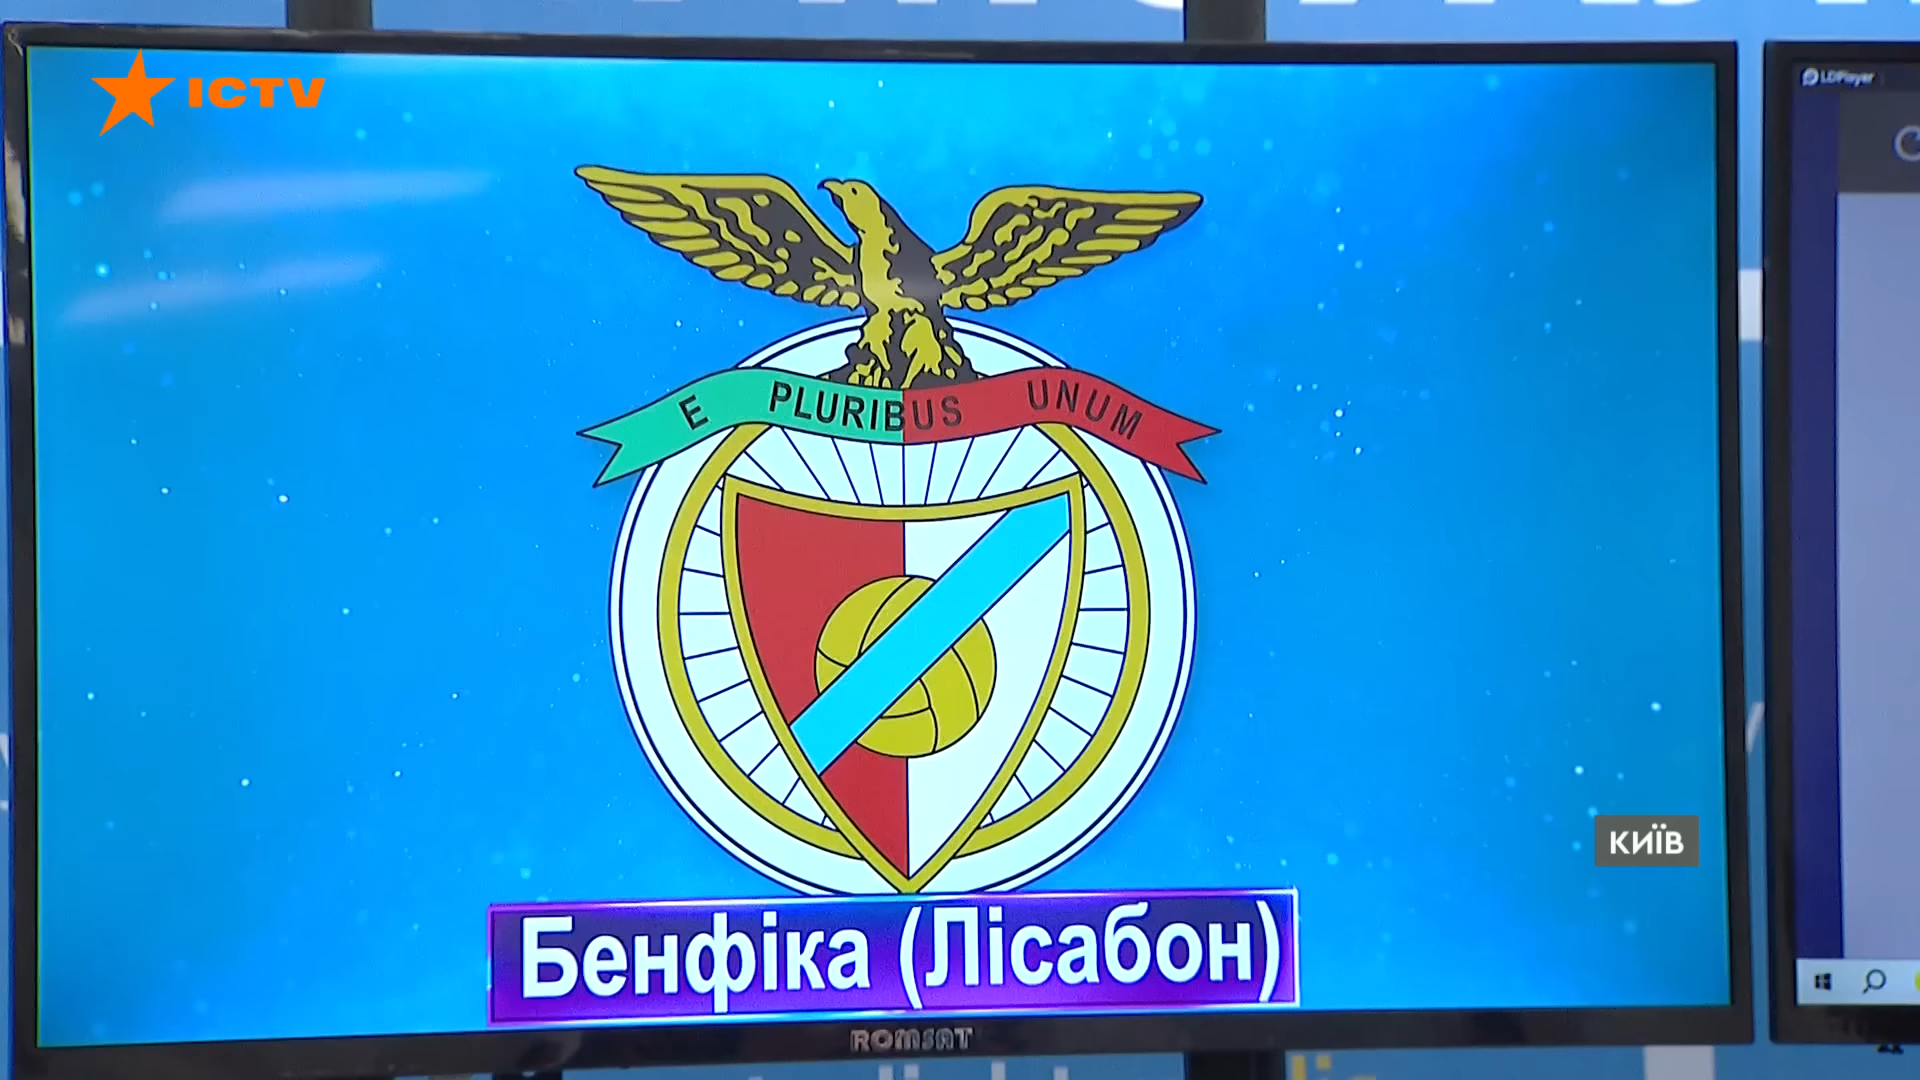 ICTV
LDPlayer
E PLURIBUS UNUM
КИЇВ
Бенфіка (Лісабон)
ROMSAT